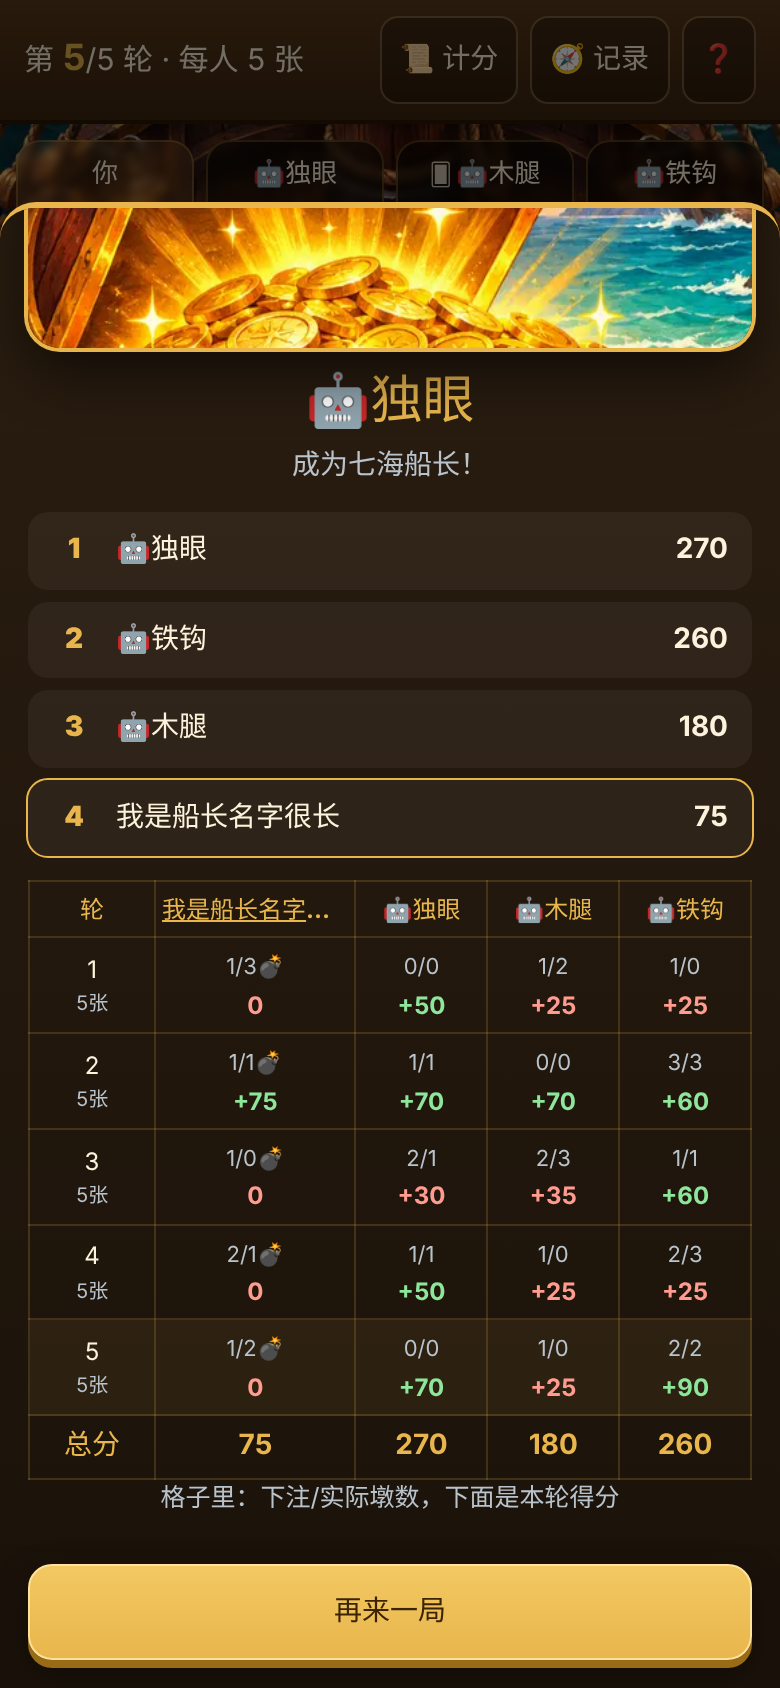 第 5/5 轮 · 每人 5 张
📜 计分
🧭 记录
❓
你
🤖独眼
🂠 🤖木腿
🤖铁钩
🤖独眼
成为七海船长！
1 🤖独眼 270
2 🤖铁钩 260
3 🤖木腿 180
4 我是船长名字很长 75
轮 我是船长名字... 🤖独眼 🤖木腿 🤖铁钩
1 1/3💣 0/0 1/2 1/0
5张 0 +50 +25 +25
2 1/1💣 1/1 0/0 3/3
5张 +75 +70 +70 +60
3 1/0💣 2/1 2/3 1/1
5张 0 +30 +35 +60
4 2/1💣 1/1 1/0 2/3
5张 0 +50 +25 +25
5 1/2💣 0/0 1/0 2/2
5张 0 +70 +25 +90
总分 75 270 180 260
格子里：下注/实际墩数，下面是本轮得分
再来一局